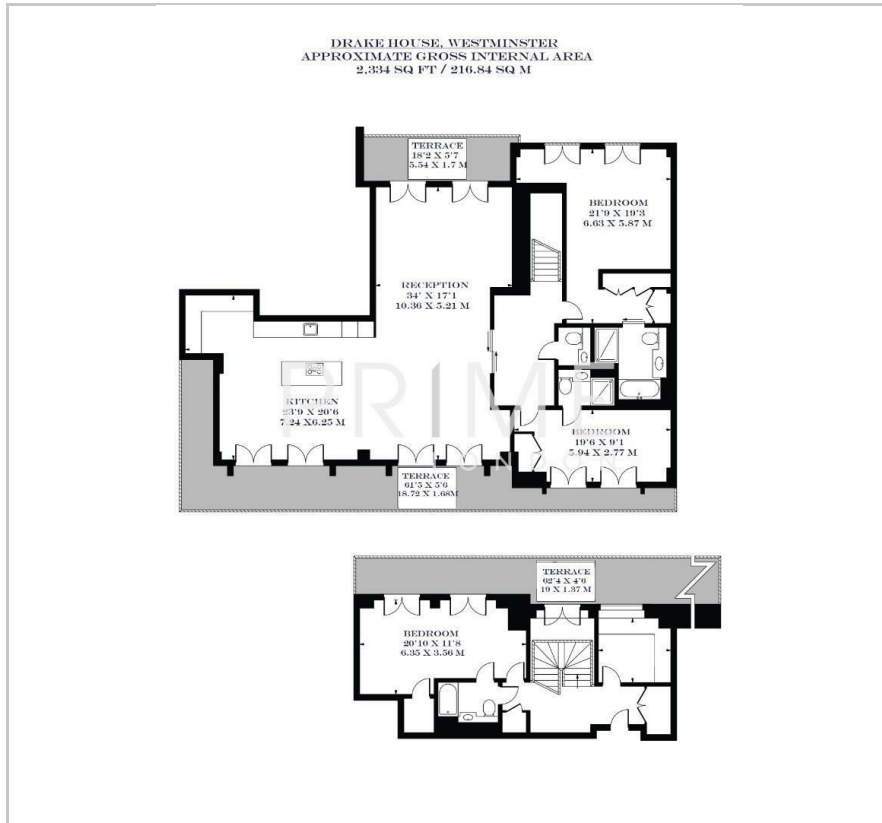 DRAKE HOUSE, WESTMINSTER
APPROXIMATE GROSS INTERNAL AREA
2,334 SQ FT / 216.84 SQ M
TERRACE
18'2 X 5'7
5.54 X 1.7 M
BEDROOM
21'9 X 19'3
6.63 X 5.87 M
RECEPTION
34' X 17'1
10.36 X 5.21 M
PRIME
LONDON
KITCHEN
23'9 X 20'6
7.24 X6.25 M
BEDROOM
19'6 X 9'1
5.94 X 2.77 M
TERRACE
61'5 X 5'6
18.72 X 1.68M
TERRACE
62'4 X 4'6
19 X 1.37 M
BEDROOM
20'10 X 11'8
6.35 X 3.56 M